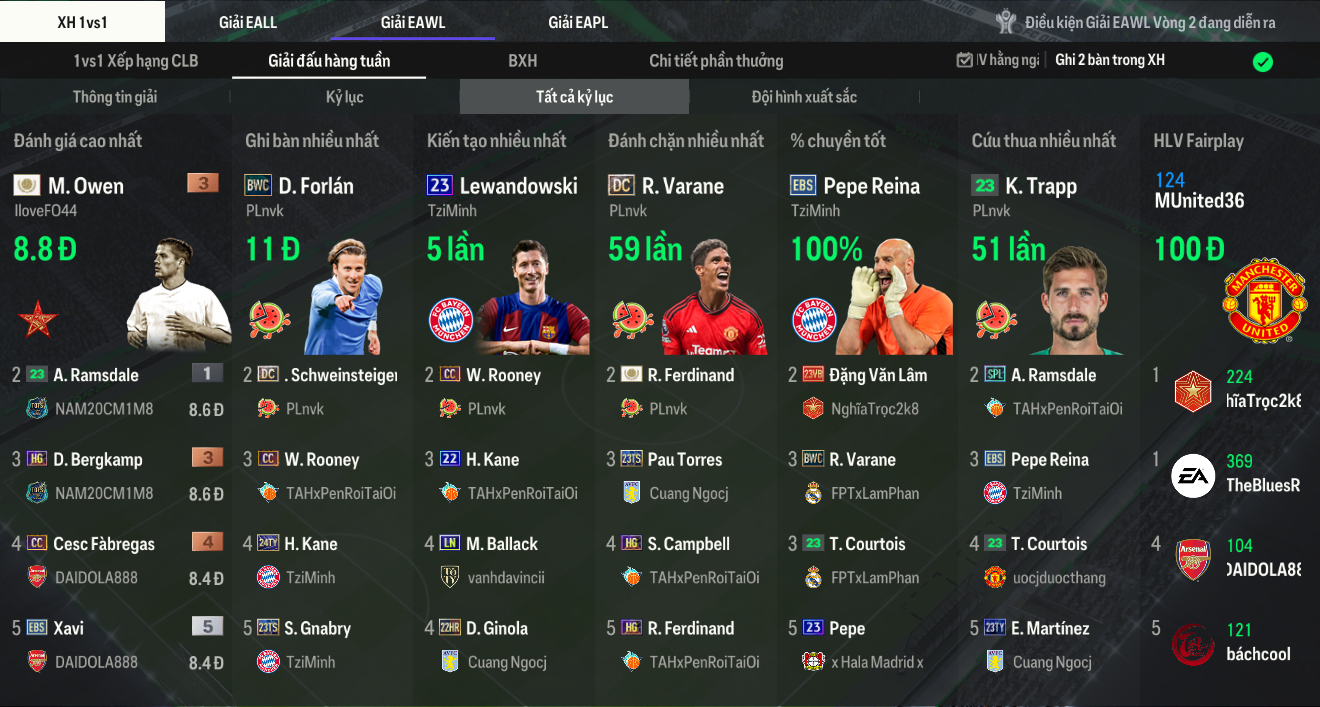 XH 1vs1
Giải EALL
Giải EAWL
Giải EAPL
Điều kiện Giải EAWL Vòng 2 đang diễn ra
1vs1 Xếp hạng CLB
Giải đấu hàng tuần
BXH
Chi tiết phần thưởng
Ghi 2 bàn trong XH
Thông tin giải
Kỷ lục
Tất cả kỷ lục
Đội hình xuất sắc
Đánh giá cao nhất
M. Owen
3
IloveFO44
8.8 Đ
2 23 A. Ramsdale 1
NAM20CM1M8 8.6 Đ
3 HG D. Bergkamp 3
NAM20CM1M8 8.6 Đ
4 CC Cesc Fàbregas 4
DAIDOLA888 8.4 Đ
5 EBS Xavi 5
DAIDOLA888 8.4 Đ
Ghi bàn nhiều nhất
BWC D. Forlán
PLnvk
11 Đ
2 DC . Schweinsteiger
PLnvk
3 CC W. Rooney
TAHxPenRoiTaiOi
4 24TY H. Kane
TziMinh
5 23TS S. Gnabry
TziMinh
Kiến tạo nhiều nhất
23 Lewandowski
TziMinh
5 lần
2 CC W. Rooney
PLnvk
3 22 H. Kane
TAHxPenRoiTaiOi
4 LN M. Ballack
vanhdavincii
4 22HR D. Ginola
Cuang Ngocj
Đánh chặn nhiều nhất
DC R. Varane
PLnvk
59 lần
2 R. Ferdinand
PLnvk
3 23TS Pau Torres
Cuang Ngocj
4 HG S. Campbell
TAHxPenRoiTaiOi
5 HG R. Ferdinand
TAHxPenRoiTaiOi
% chuyền tốt
EBS Pepe Reina
TziMinh
100%
2 23VB Đặng Văn Lâm
NghĩaTrọc2k8
3 BWC R. Varane
FPTxLamPhan
3 23 T. Courtois
FPTxLamPhan
5 23 Pepe
x Hala Madrid x
Cứu thua nhiều nhất
23 K. Trapp
PLnvk
51 lần
2 SPL A. Ramsdale
TAHxPenRoiTaiOi
3 EBS Pepe Reina
TziMinh
4 23 T. Courtois
uocjduocthang
5 23TY E. Martínez
Cuang Ngocj
HLV Fairplay
124
MUnited36
100 Đ
MANCHESTER
UNITED
1 224
hĩaTrọc2k8
1 EA 369
TheBluesR
4 Arsenal 104
DAIDOLA88
5 121
báchcool